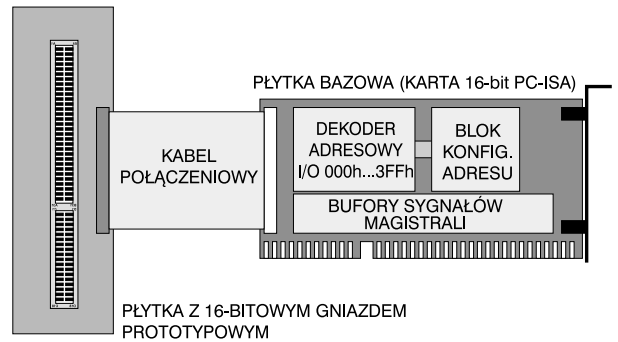 PŁYTKA BAZOWA (KARTA 16-bit PC-ISA)
DEKODER
ADRESOWY
I/O 000h...3FFh
BLOK
KONFIG.
ADRESU
KABEL
POŁĄCZENIOWY
BUFORY SYGNAŁÓW
MAGISTRALI
PŁYTKA Z 16-BITOWYM GNIAZDEM
PROTOTYPOWYM